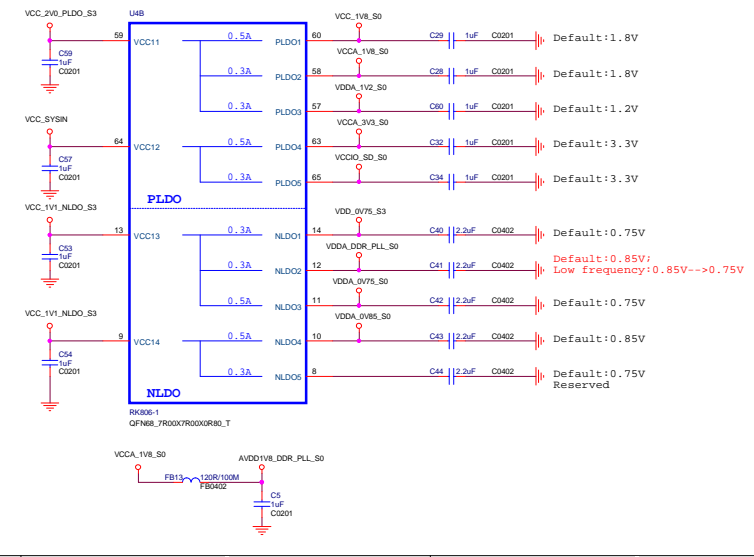 VCC_2V0_PLDO_S3
U4B
VCC_1V8_S0
59
VCC11
0.5A
PLDO1
60
C29
1uF
C0201
Default:1.8V
C59
1uF
C0201
VCCA_1V8_S0
0.3A
PLDO2
58
C28
1uF
C0201
Default:1.8V
VDDA_1V2_S0
0.3A
PLDO3
57
C60
1uF
C0201
Default:1.2V
VCC_SYSIN
VCCA_3V3_S0
64
VCC12
0.5A
PLDO4
63
C32
1uF
C0201
Default:3.3V
C57
1uF
C0201
VCCIO_SD_S0
0.3A
PLDO5
65
C34
1uF
C0201
Default:3.3V
PLDO
VCC_1V1_NLDO_S3
VDD_0V75_S3
13
VCC13
0.3A
NLDO1
14
C40
2.2uF
C0402
Default:0.75V
C53
1uF
C0201
VDDA_DDR_PLL_S0
0.3A
NLDO2
12
C41
2.2uF
C0402
Default:0.85V;
Low frequency:0.85V-->0.75V
VDDA_0V75_S0
0.5A
NLDO3
11
C42
2.2uF
C0402
Default:0.75V
VCC_1V1_NLDO_S3
VDDA_0V85_S0
9
VCC14
0.5A
NLDO4
10
C43
2.2uF
C0402
Default:0.85V
C54
1uF
C0201
0.3A
NLDO5
8
C44
2.2uF
C0402
Default:0.75V
Reserved
NLDO
RK806-1
QFN68_7R00X7R00X0R80_T
VCCA_1V8_S0
AVDD1V8_DDR_PLL_S0
FB13
120R/100M
FB0402
C5
1uF
C0201